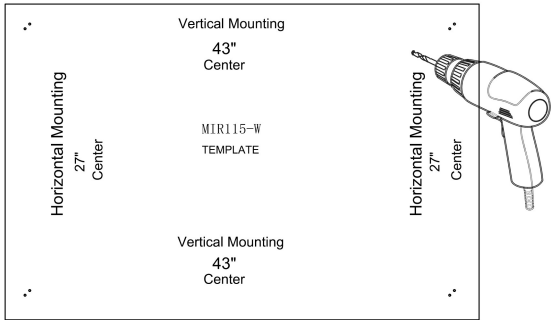 Vertical Mounting
43"
Center
Horizontal Mounting
27"
Center
MIR115-W
TEMPLATE
Horizontal Mounting
27"
Center
Vertical Mounting
43"
Center